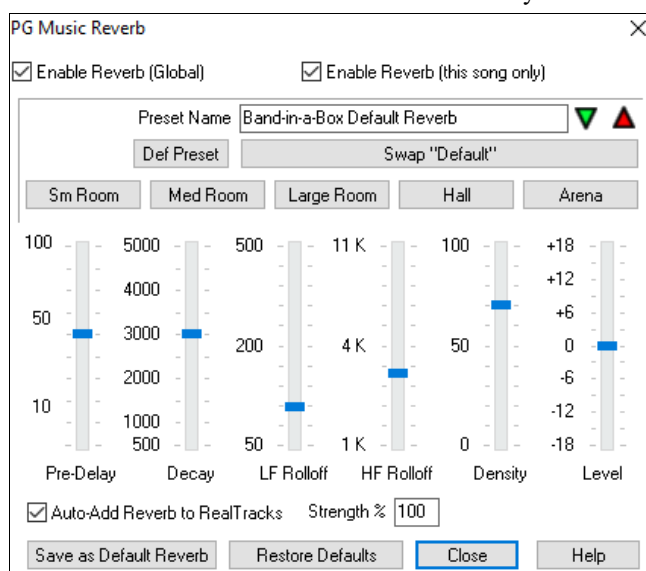 PG Music Reverb
Enable Reverb (Global) Enable Reverb (this song only)
Preset Name Band-in-a-Box Default Reverb
Def Preset Swap "Default"
Sm Room Med Room Large Room Hall Arena
100 5000 500 11 K 100 +18
4000 +12
50 +6
3000 200 4 K 50 0
2000 -6
10 -12
1000
500 50 1 K 0 -18
Pre-Delay Decay LF Rolloff HF Rolloff Density Level
Auto-Add Reverb to RealTracks Strength % 100
Save as Default Reverb Restore Defaults Close Help